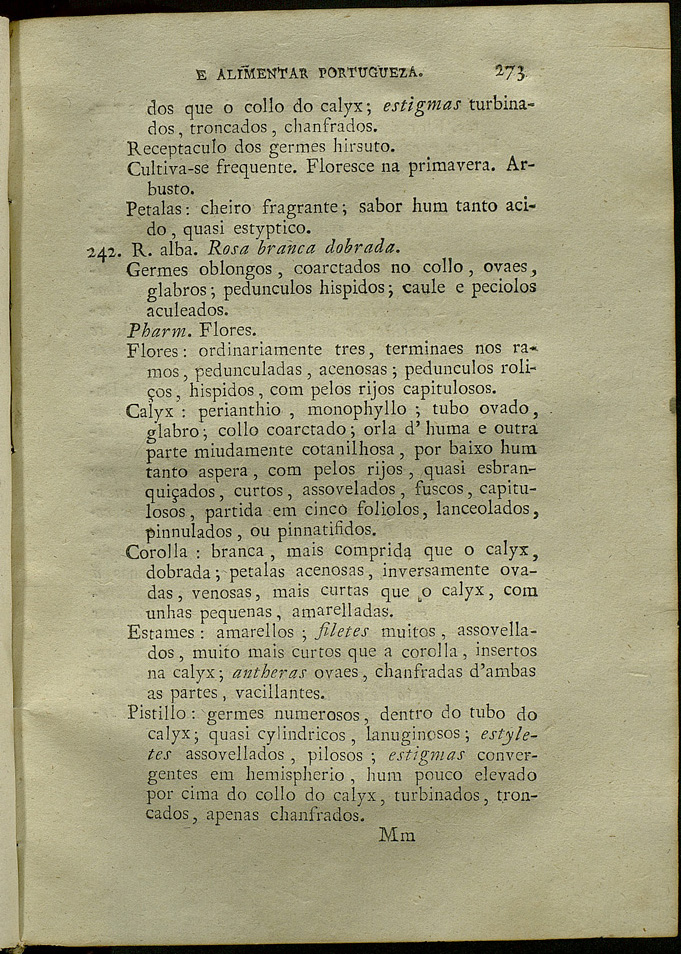 E ALIMENTAR PORTUGUEZA. 273
dos que o collo do calyx; estigmas turbina-
dos, troncados, chanfrados.
Receptaculo dos germes hirsuto.
Cultiva-se frequente. Floresce na primavera. Ar-
busto.
Petalas: cheiro fragrante; sabor hum tanto aci-
do, quasi estyptico.
242. R. alba. Rosa branca dobrada.
Germes oblongos, coarctados no collo, ovaes,
glabros; pedunculos hispidos; caule e peciolos
aculeados.
Pharm. Flores.
Flores: ordinariamente tres, terminaes nos ra-
mos, pedunculadas, acenosas; pedunculos roli-
ços, hispidos, com pelos rijos capitulosos.
Calyx: perianthio, monophyllo; tubo ovado,
glabro; collo coarctado; orla d'huma e outra
parte miudamente cotanilhosa, por baixo hum
tanto aspera, com pelos rijos, quasi esbran-
quiçados, curtos, assovelados, fuscos, capitu-
losos, partida em cinco foliolos, lanceolados,
pinnulados, ou pinnatifidos.
Corolla: branca, mais comprida que o calyx,
dobrada; petalas acenosas, inversamente ova-
das, venosas, mais curtas que o calyx, com
unhas pequenas, amarelladas.
Estames: amarellos; filetes muitos, assovella-
dos, muito mais curtos que a corolla, insertos
na calyx; antheras ovaes, chanfradas d'ambas
as partes, vacillantes.
Pistillo: germes numerosos, dentro do tubo do
calyx; quasi cylindricos, lanuginosos; estyle-
tes assovellados, pilosos; estigmas conver-
gentes em hemispherio, hum pouco elevado
por cima do collo do calyx, turbinados, tron-
cados, apenas chanfrados.
Mm